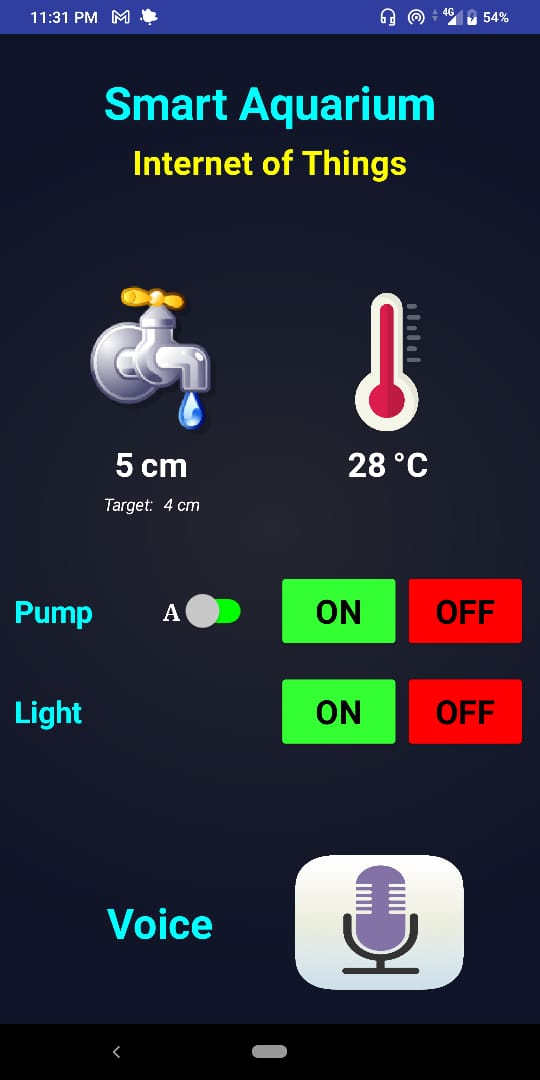 11:31 PM 4G 54%
Smart Aquarium
Internet of Things
5 cm 28 °C
Target: 4 cm
Pump A ON OFF
Light ON OFF
Voice